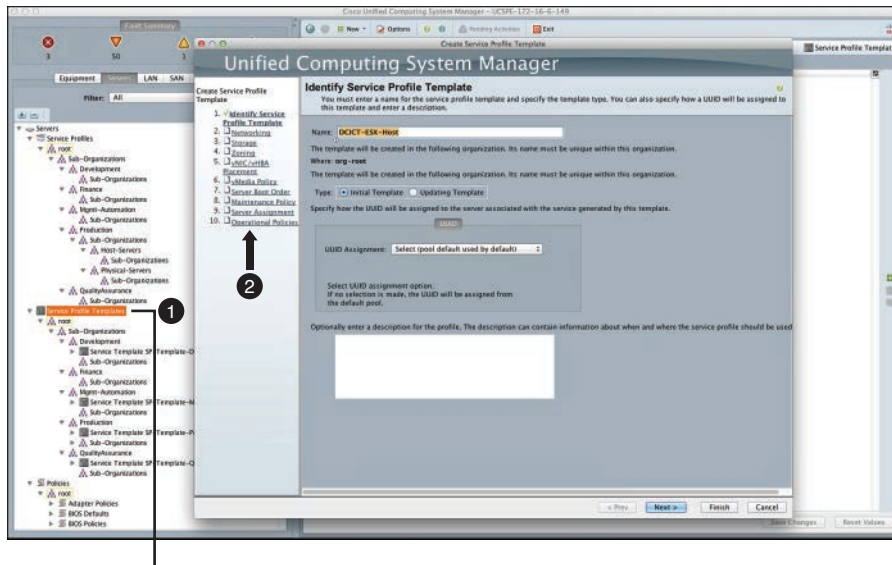 Cisco Unified Computing System Manager - UCSPE-172-16-6-149
Fault Summary
3
50
3
New
Options
Pending Activities
Exit
Service Profile Templat
Equipment
Servers
LAN
SAN
Filter: All
Servers
Service Profiles
root
Sub-Organizations
Development
Sub-Organizations
Finance
Sub-Organizations
Mgmt-Automation
Sub-Organizations
Production
Sub-Organizations
Host-Servers
Sub-Organizations
Physical-Servers
Sub-Organizations
QualityAssurance
Sub-Organizations
Service Profile Templates
root
Sub-Organizations
Development
Service Template SP-Template-D
Sub-Organizations
Finance
Sub-Organizations
Mgmt-Automation
Service Template SP-Template-M
Sub-Organizations
Production
Service Template SP-Template-P
Sub-Organizations
QualityAssurance
Service Template SP-Template-Q
Sub-Organizations
Policies
root
Adapter Policies
BIOS Defaults
BIOS Policies
1
Create Service Profile Template
Unified Computing System Manager
Create Service Profile
Template
1. √Identify Service
Profile Template
2. Networking
3. Storage
4. Zoning
5. vNIC/vHBA
Placement
6. vMedia Policy
7. Server Boot Order
8. Maintenance Policy
9. Server Assignment
10. Operational Policies
2
Identify Service Profile Template
You must enter a name for the service profile template and specify the template type. You can also specify how a UUID will be assigned to
this template and enter a description.
Name: DCICT-ESX-Host
The template will be created in the following organization. Its name must be unique within this organization.
Where: org-root
The template will be created in the following organization. Its name must be unique within this organization.
Type: Initial Template Updating Template
Specify how the UUID will be assigned to the server associated with the service generated by this template.
UUID
UUID Assignment: Select (pool default used by default)
Select UUID assignment option.
If no selection is made, the UUID will be assigned from
the default pool.
Optionally enter a description for the profile. The description can contain information about when and where the service profile should be used
< Prev
Next >
Finish
Cancel
Save Changes
Reset Values